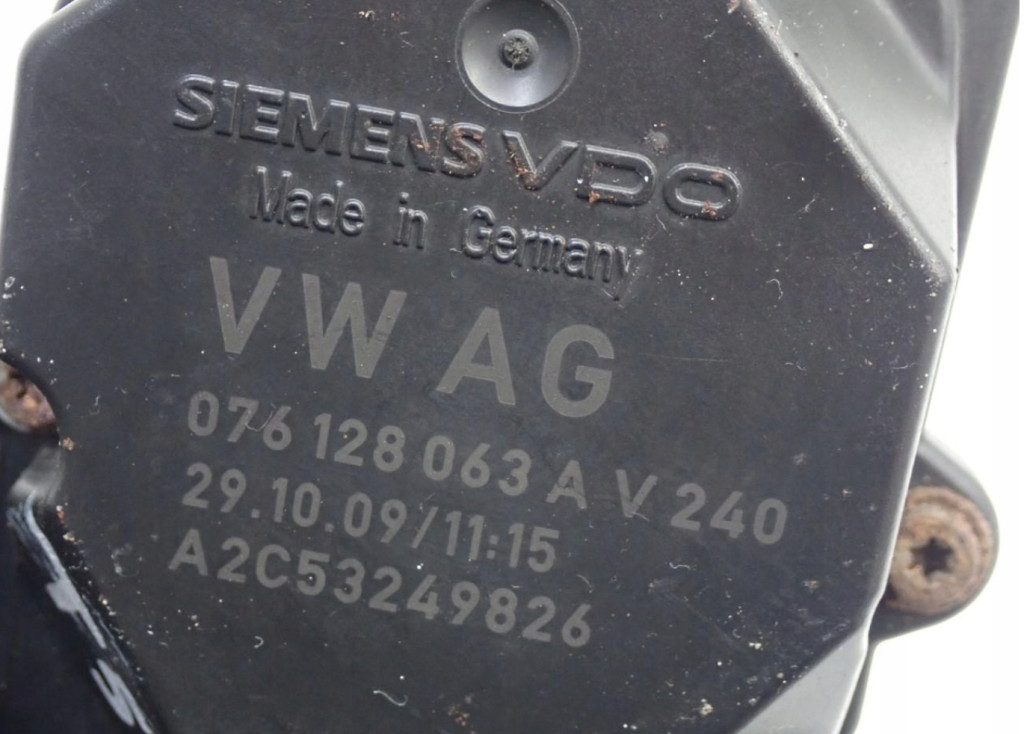 SIEMENS VDO
Made in Germany
VW AG
076 128 063 A V 240
29.10.09/11:15
A2C53249826